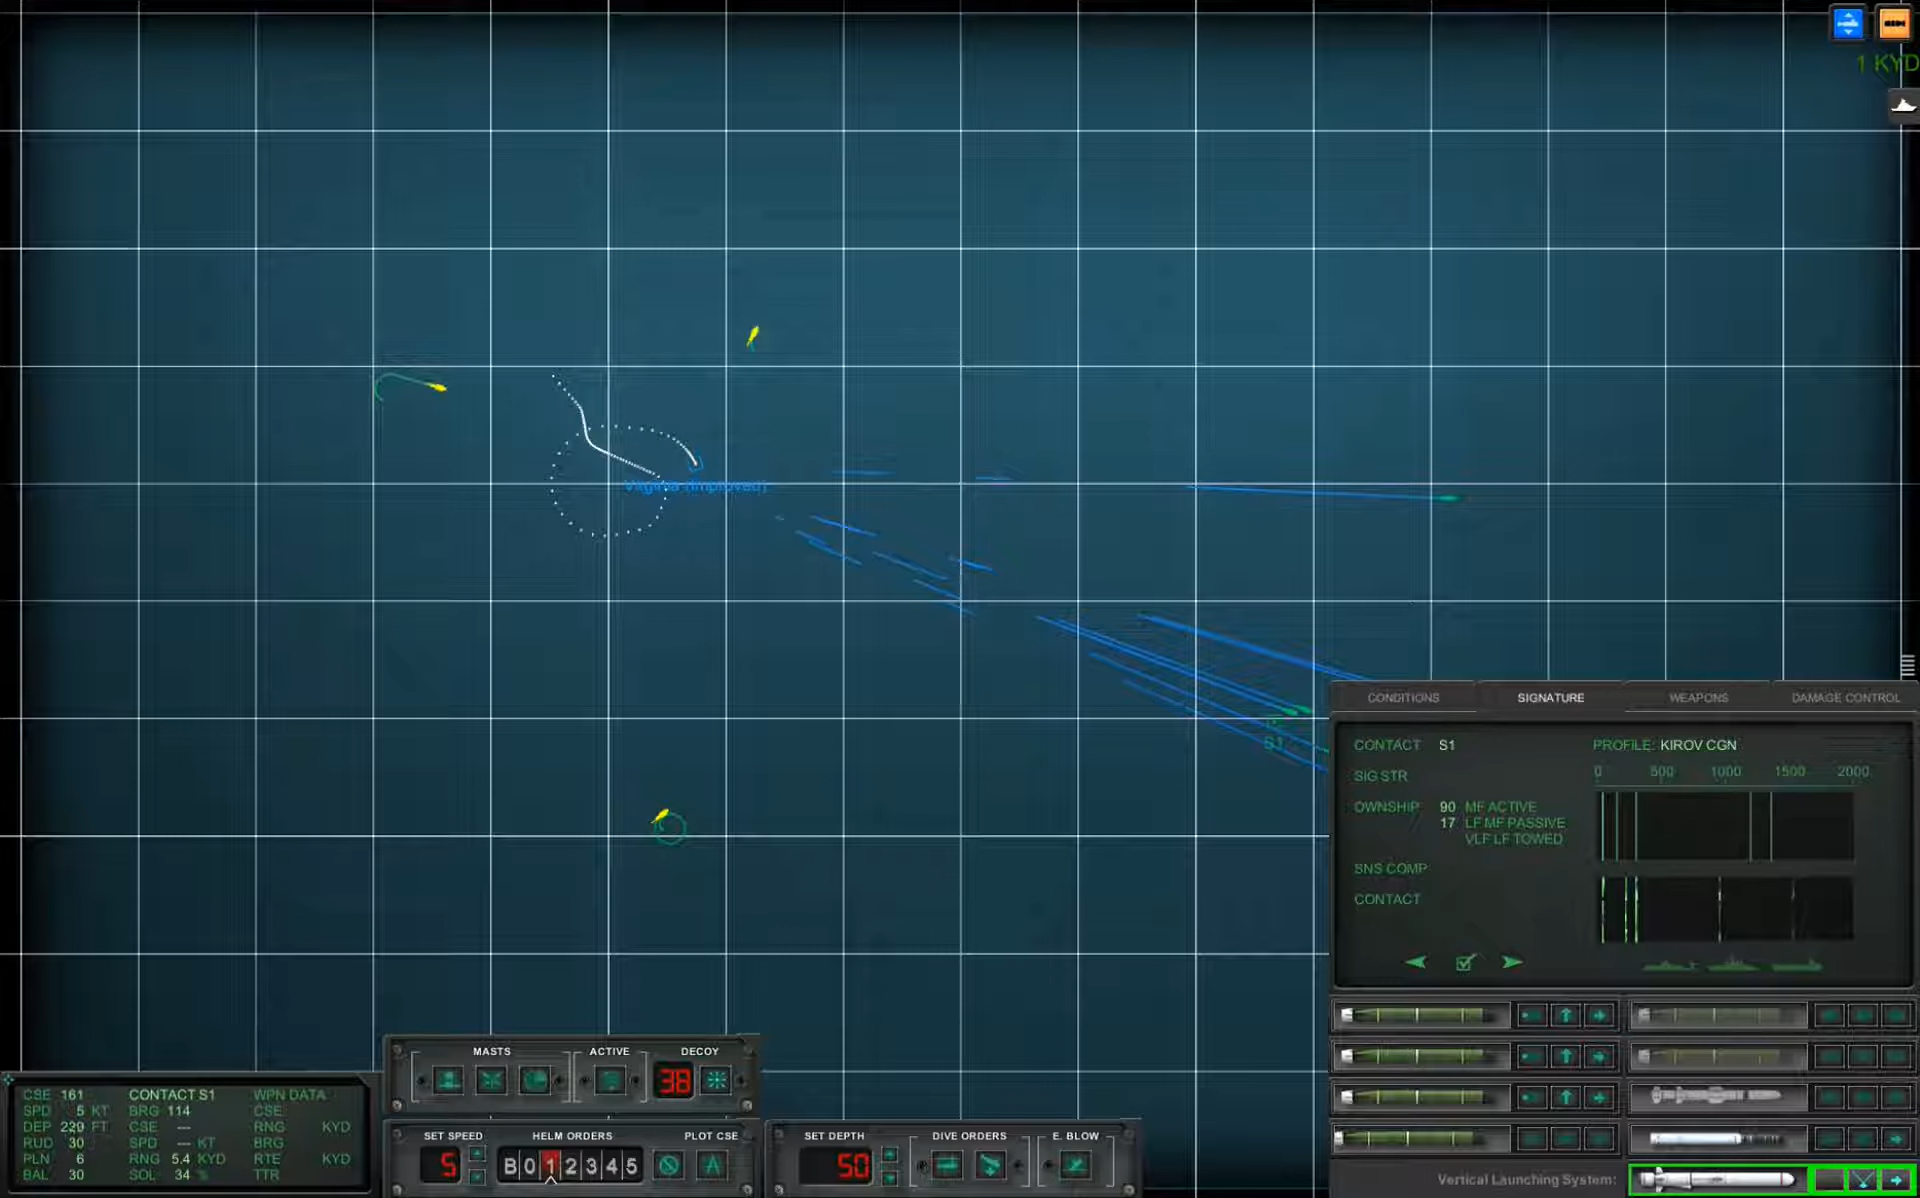 1 KYD
Virginia (Improved)
S1
CONDITIONS SIGNATURE WEAPONS DAMAGE CONTROL
CONTACT S1 PROFILE: KIROV CGN
SIG STR 0 500 1000 1500 2000
OWNSHIP 90 MF ACTIVE
17 LF MF PASSIVE
VLF LF TOWED
SNS COMP
CONTACT
MASTS ACTIVE DECOY
38
CSE 161 CONTACT S1 WPN DATA
SPD 5 KT BRG 114 CSE
DEP 229 FT CSE --- RNG KYD
RUD 30 SPD --- KT BRG
PLN 6 RNG 5.4 KYD RTE KYD
BAL 30 SOL 34 % TTR
SET SPEED HELM ORDERS PLOT CSE
5 B 0 1 2 3 4 5
SET DEPTH DIVE ORDERS E. BLOW
50
Vertical Launching System: